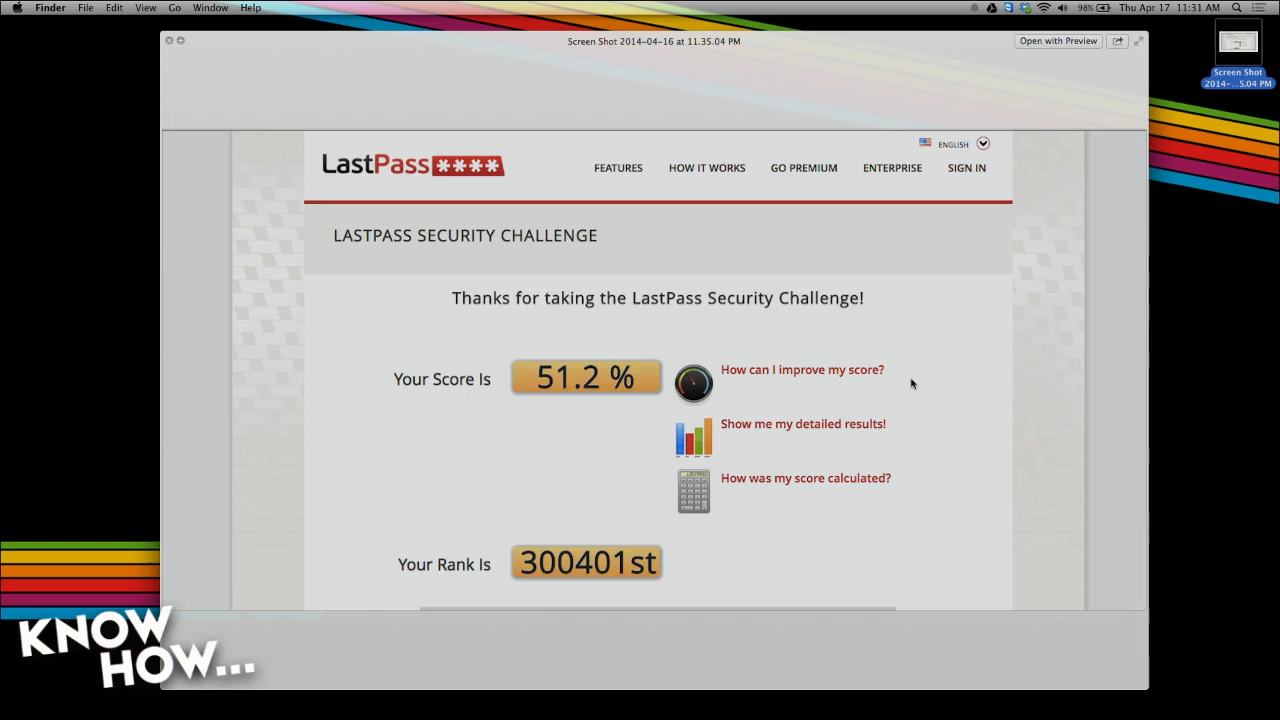 Finder File Edit View Go Window Help 98% Thu Apr 17 11:31 AM
Screen Shot 2014-04-16 at 11.35.04 PM
Open with Preview
Screen Shot
2014-...5.04 PM
ENGLISH
LastPass ****
FEATURES HOW IT WORKS GO PREMIUM ENTERPRISE SIGN IN
LASTPASS SECURITY CHALLENGE
Thanks for taking the LastPass Security Challenge!
Your Score Is 51.2 %
How can I improve my score?
Show me my detailed results!
How was my score calculated?
Your Rank Is 300401st
KNOW
HOW...